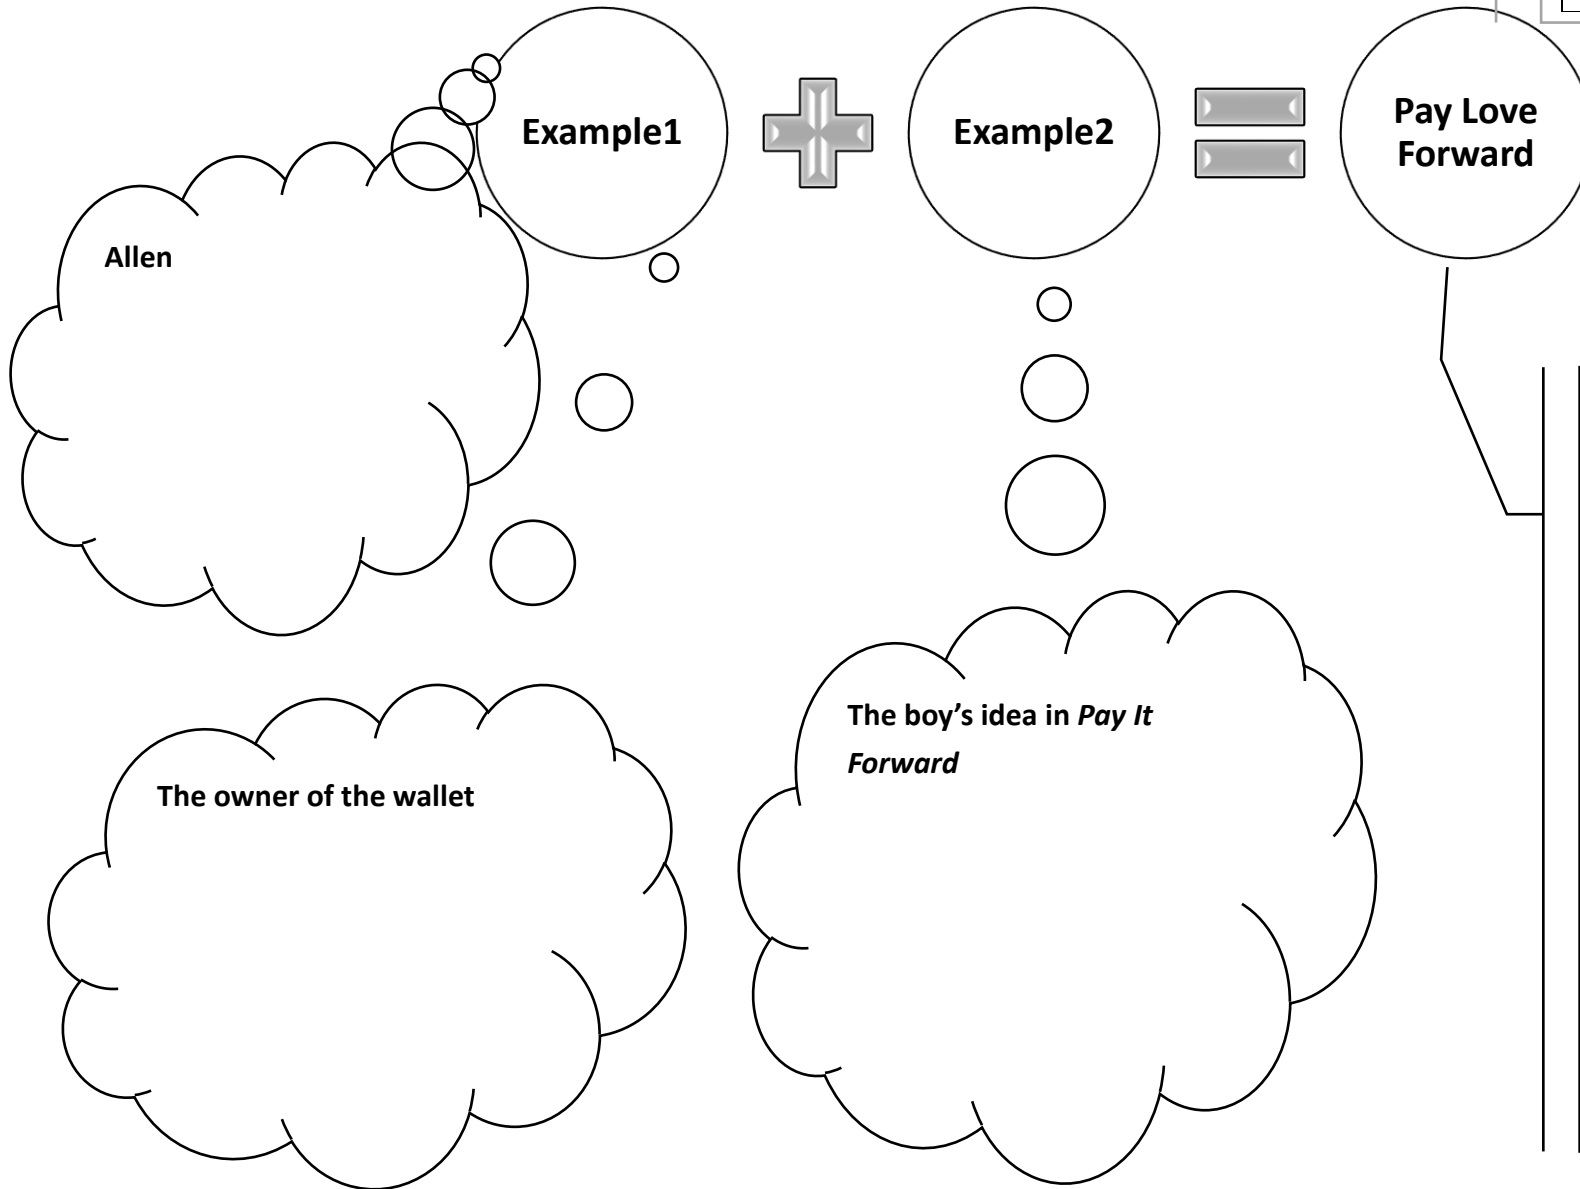 Example1
Example2
Pay Love
Forward
Allen
The owner of the wallet
The boy’s idea in Pay It
Forward